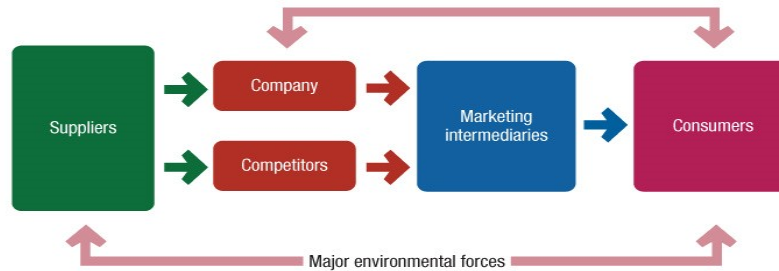 Suppliers
Company
Competitors
Marketing
intermediaries
Consumers
Major environmental forces